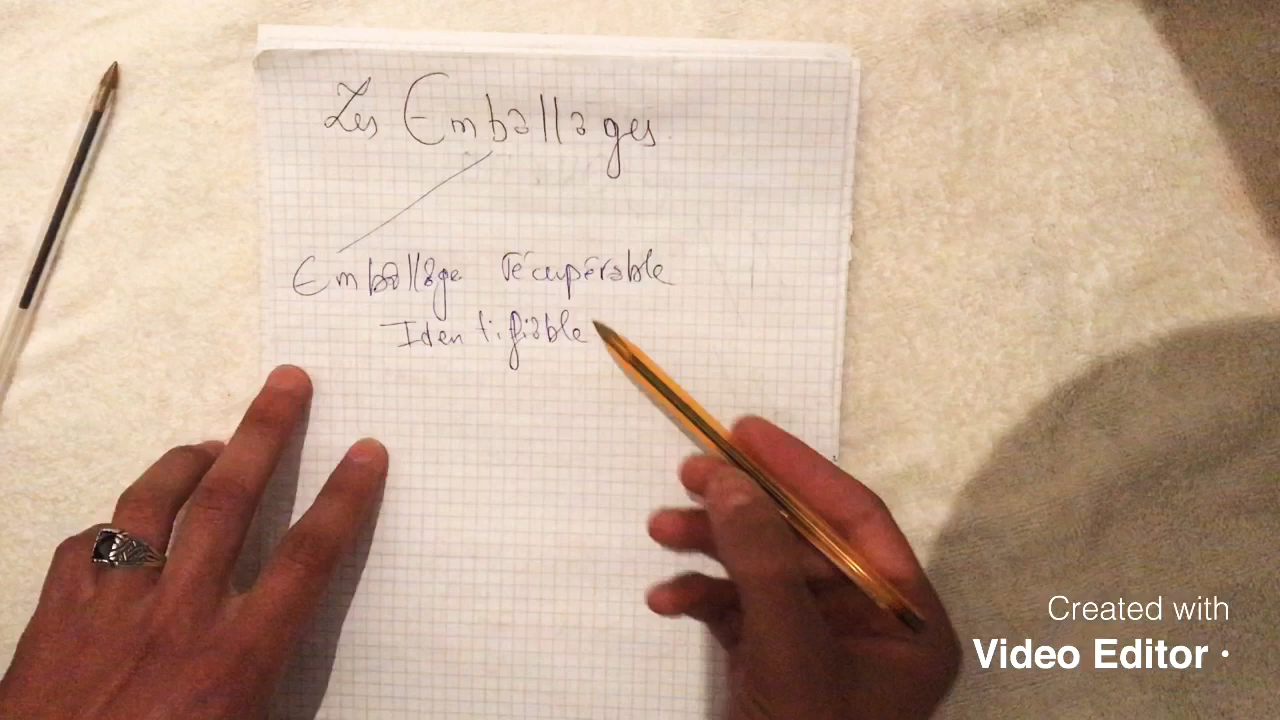 Les Emballages
Emballage récupérable
Identifiable
Created with
Video Editor •